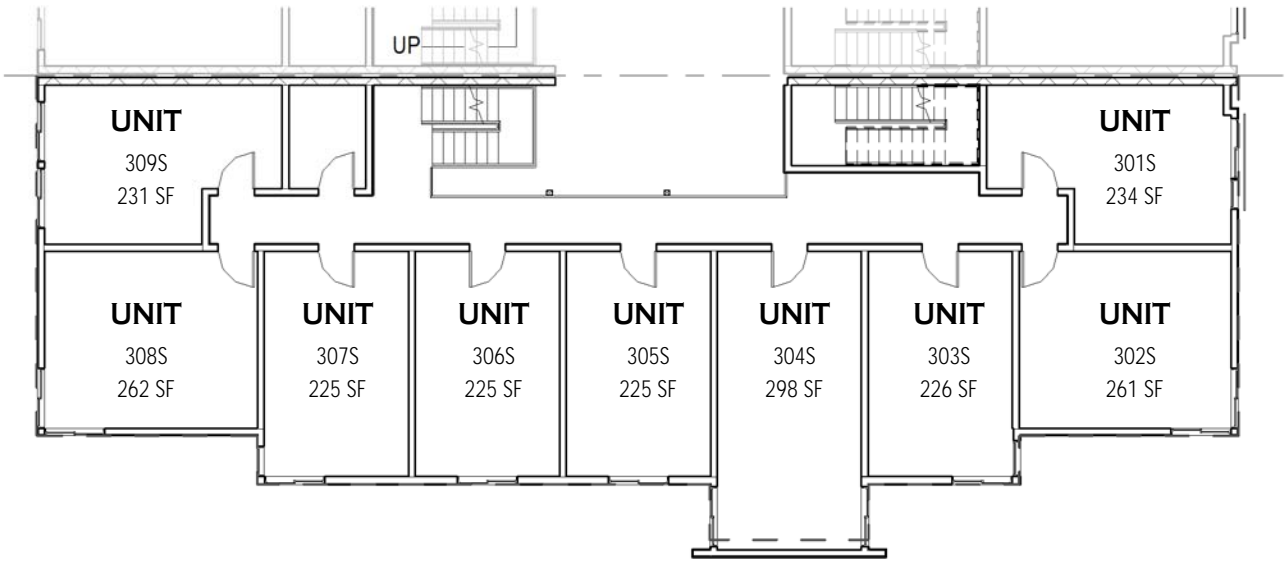 UP
UNIT
309S
231 SF
UNIT
301S
234 SF
UNIT
308S
262 SF
UNIT
307S
225 SF
UNIT
306S
225 SF
UNIT
305S
225 SF
UNIT
304S
298 SF
UNIT
303S
226 SF
UNIT
302S
261 SF